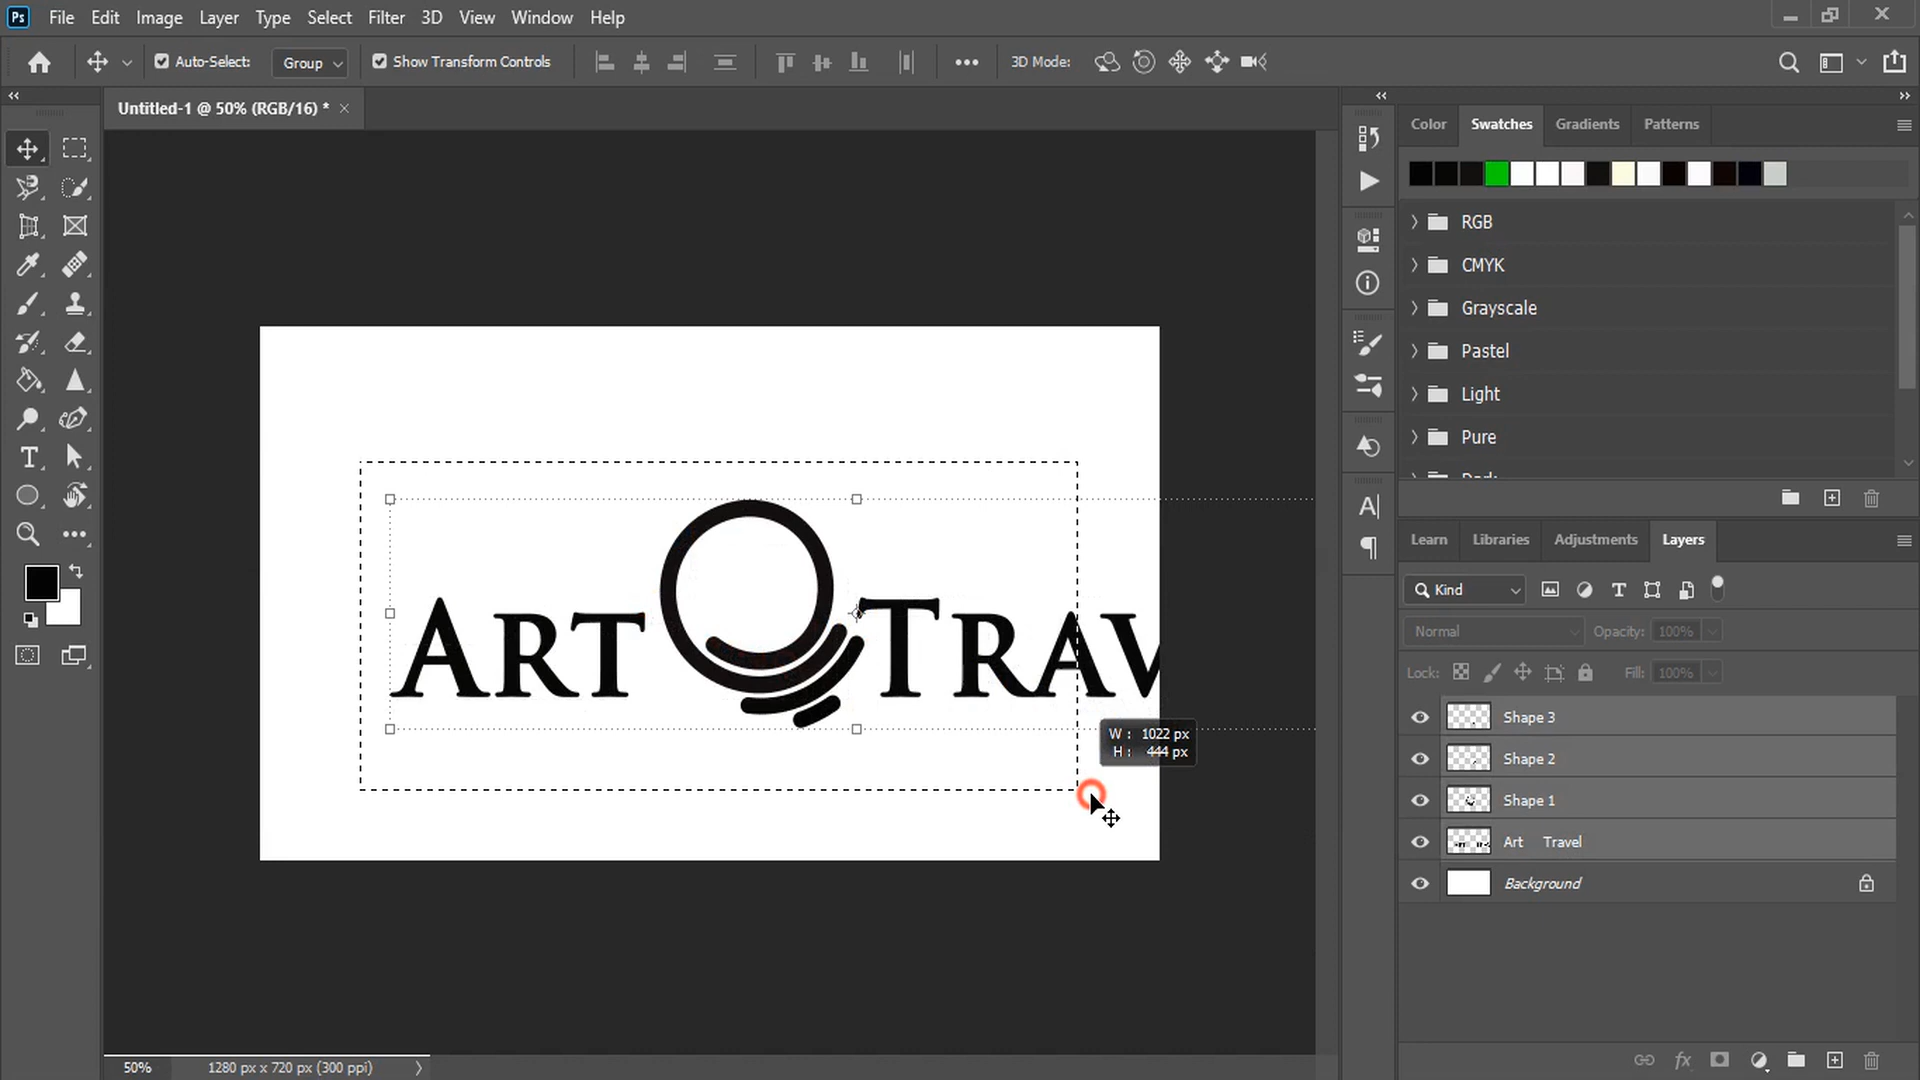 Ps File Edit Image Layer Type Select Filter 3D View Window Help
Auto-Select: Group Show Transform Controls 3D Mode:
Untitled-1 @ 50% (RGB/16) *
Color Swatches Gradients Patterns
RGB
CMYK
Grayscale
Pastel
Light
Pure
ART TRAV
W : 1022 px
H : 444 px
Learn Libraries Adjustments Layers
Kind
Normal Opacity: 100%
Lock: Fill: 100%
Shape 3
Shape 2
Shape 1
Art Travel
Background
50% 1280 px x 720 px (300 ppi)